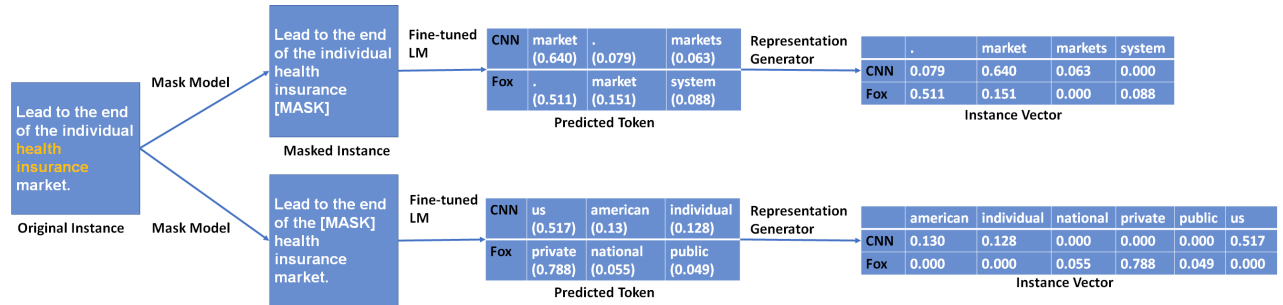 Lead to the end
of the individual
health
insurance
market.
Original Instance
Mask Model
Mask Model
Lead to the end
of the individual
health
insurance
[MASK]
Masked Instance
Fine-tuned
LM
CNN market . markets
(0.640) (0.079) (0.063)
Fox . market system
(0.511) (0.151) (0.088)
Predicted Token
Representation
Generator
. market markets system
CNN 0.079 0.640 0.063 0.000
Fox 0.511 0.151 0.000 0.088
Instance Vector
Lead to the end
of the [MASK]
health
insurance
market.
Fine-tuned
LM
CNN us american individual
(0.517) (0.13) (0.128)
Fox private national public
(0.788) (0.055) (0.049)
Predicted Token
Representation
Generator
american individual national private public us
CNN 0.130 0.128 0.000 0.000 0.000 0.517
Fox 0.000 0.000 0.055 0.788 0.049 0.000
Instance Vector